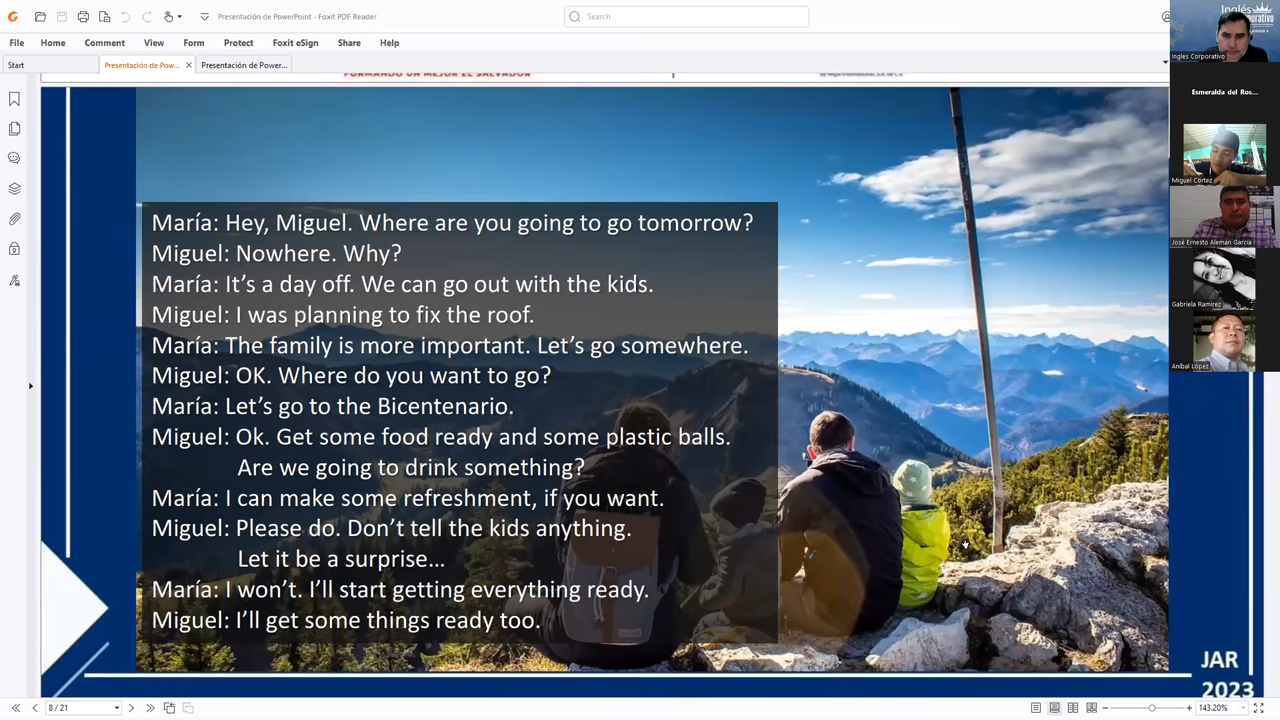 Presentación de PowerPoint - Foxit PDF Reader
Search
File Home Comment View Form Protect Foxit eSign Share Help
Start
Presentación de Pow...
Presentación de Power...
FORMANDO UN MEJOR EL SALVADOR
María: Hey, Miguel. Where are you going to go tomorrow?
Miguel: Nowhere. Why?
María: It’s a day off. We can go out with the kids.
Miguel: I was planning to fix the roof.
María: The family is more important. Let’s go somewhere.
Miguel: OK. Where do you want to go?
María: Let’s go to the Bicentenario.
Miguel: Ok. Get some food ready and some plastic balls.
Are we going to drink something?
María: I can make some refreshment, if you want.
Miguel: Please do. Don’t tell the kids anything.
Let it be a surprise...
María: I won’t. I’ll start getting everything ready.
Miguel: I’ll get some things ready too.
JAR
2023
Inglés
Ingles Corporativo
Esmeralda del Ros...
Miguel Cortez
José Ernesto Alemán García
Gabriela Ramirez
Anibal López
8 / 21
143.20%